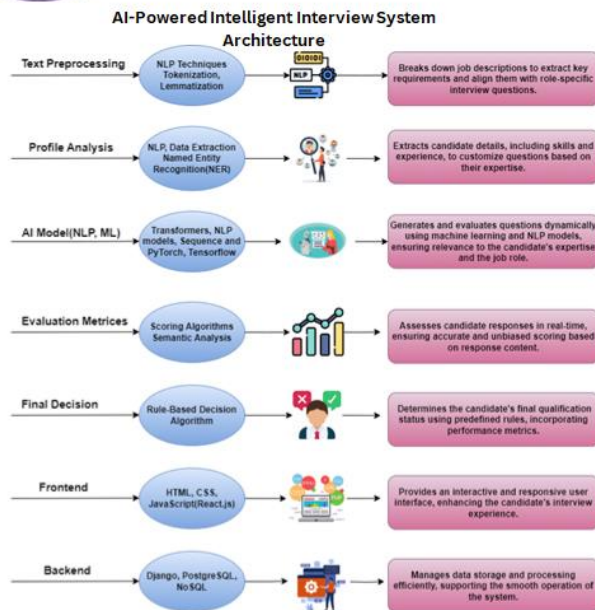 AI-Powered Intelligent Interview System
Architecture
Text Preprocessing
NLP Techniques
Tokenization,
Lemmatization
NLP
Breaks down job descriptions to extract key
requirements and align them with role-specific
interview questions.
Profile Analysis
NLP, Data Extraction
Named Entity
Recognition(NER)
Extracts candidate details, including skills and
experience, to customize questions based on
their expertise.
AI Model(NLP, ML)
Transformers, NLP
models, Sequence and
PyTorch, Tensorflow
Generates and evaluates questions dynamically
using machine learning and NLP models,
ensuring relevance to the candidate's expertise
and the job role.
Evaluation Metrices
Scoring Algorithms
Semantic Analysis
Assesses candidate responses in real-time,
ensuring accurate and unbiased scoring based
on response content.
Final Decision
Rule-Based Decision
Algorithm
Determines the candidate's final qualification
status using predefined rules, incorporating
performance metrics.
Frontend
HTML, CSS,
JavaScript(React.js)
Provides an interactive and responsive user
interface, enhancing the candidate's interview
experience.
Backend
Django, PostgreSQL,
NoSQL
Manages data storage and processing
efficiently, supporting the smooth operation of
the system.